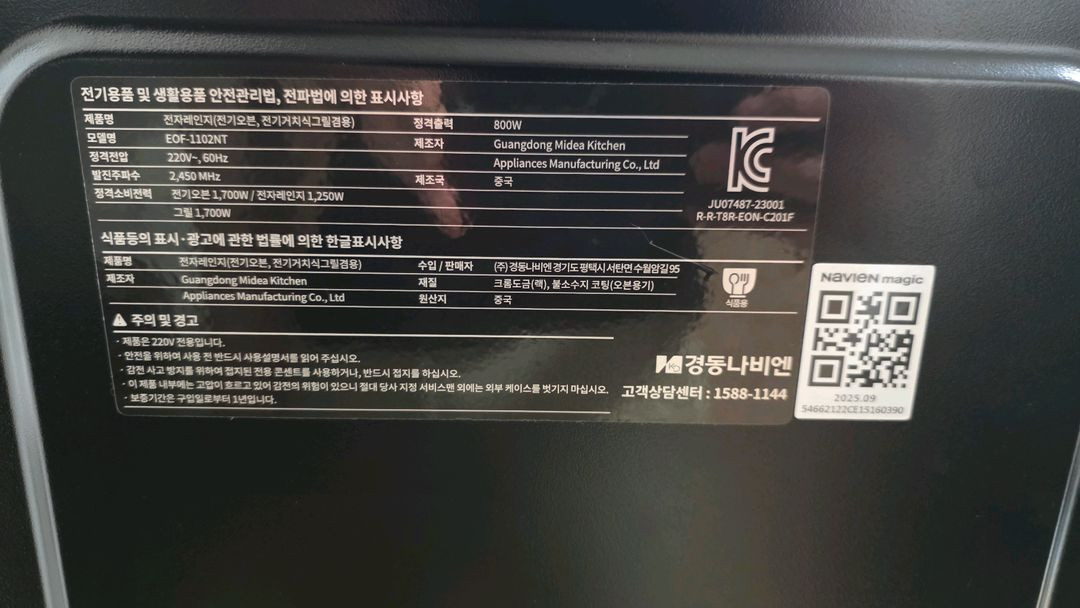 전기용품 및 생활용품 안전관리법, 전파법에 의한 표시사항
제품명 전자레인지(전기오븐, 전기거치식그릴겸용) 정격출력 800W
모델명 EOF-1102NT 제조자 Guangdong Midea Kitchen
정격전압 220V~, 60Hz Appliances Manufacturing Co., Ltd
발진주파수 2,450 MHz 제조국 중국
정격소비전력 전기오븐 1,700W / 전자레인지 1,250W
그릴 1,700W
JU07487-23001
R-R-T8R-EON-C201F
식품등의 표시·광고에 관한 법률에 의한 한글표시사항
제품명 전자레인지(전기오븐, 전기거치식그릴겸용) 수입 / 판매자 (주) 경동나비엔 경기도 평택시 서탄면 수월암길 95
제조자 Guangdong Midea Kitchen 재질 크롬도금(랙), 불소수지 코팅(오븐용기)
Appliances Manufacturing Co., Ltd 원산지 중국
식품용
주의 및 경고
· 제품은 220V 전용입니다.
· 안전을 위하여 사용 전 반드시 사용설명서를 읽어 주십시오.
· 감전 사고 방지를 위하여 접지된 전용 콘센트를 사용하거나, 반드시 접지를 하십시오.
· 이 제품 내부에는 고압이 흐르고 있어 감전의 위험이 있으니 절대 당사 지정 서비스맨 외에는 외부 케이스를 벗기지 마십시오.
· 보증기간은 구입일로부터 1년입니다.
경동나비엔
고객상담센터 : 1588-1144
NAVIEN magic
2025.09
54662122CE15160390